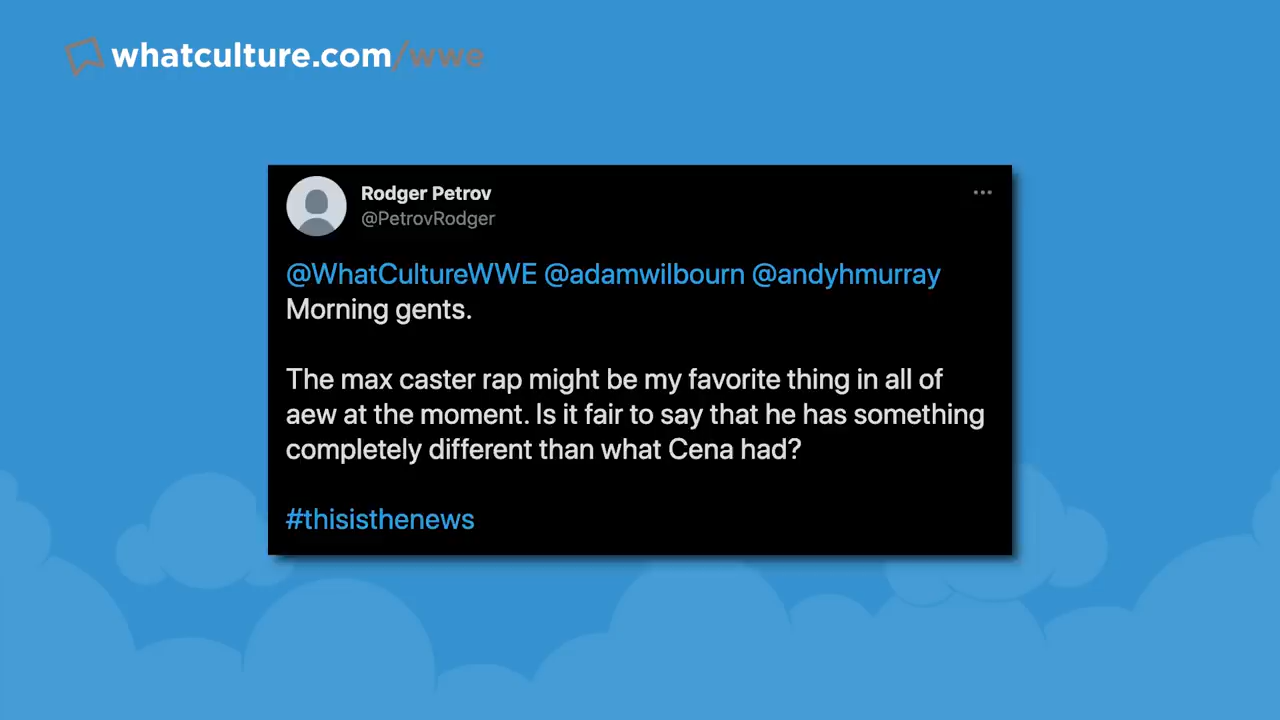 whatculture.com/wwe
Rodger Petrov
@PetrovRodger
@WhatCultureWWE @adamwilbourn @andyhmurray
Morning gents.
The max caster rap might be my favorite thing in all of
aew at the moment. Is it fair to say that he has something
completely different than what Cena had?
#thisisthenews